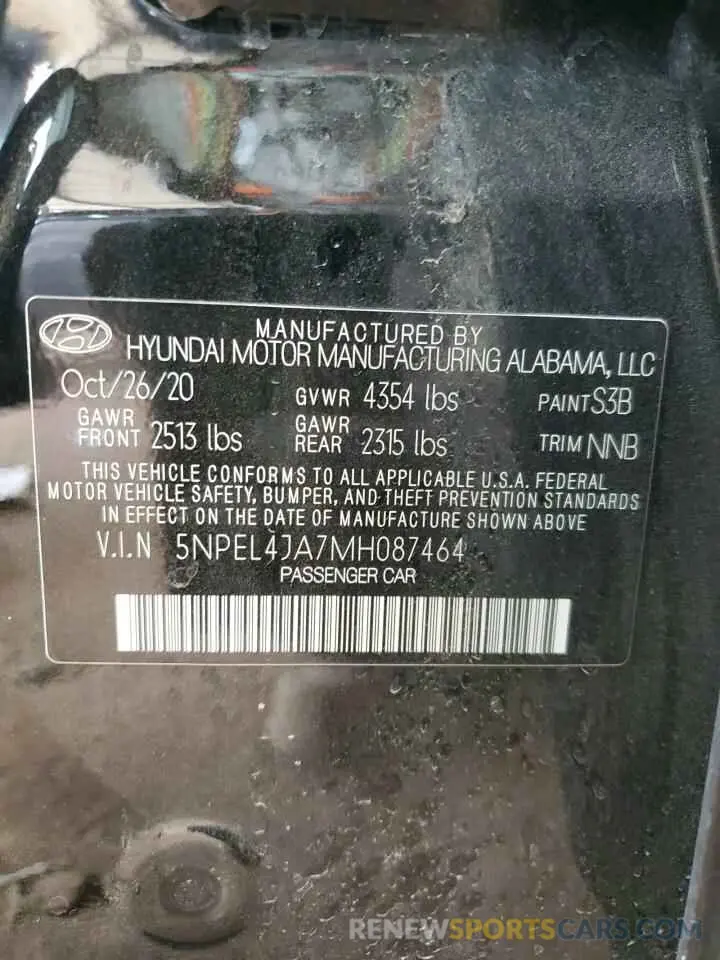 MANUFACTURED BY
HYUNDAI MOTOR MANUFACTURING ALABAMA, LLC
Oct/26/20 GVWR 4354 lbs PAINT S3B
GAWR FRONT 2513 lbs GAWR REAR 2315 lbs TRIM NNB
THIS VEHICLE CONFORMS TO ALL APPLICABLE U.S.A. FEDERAL
MOTOR VEHICLE SAFETY, BUMPER, AND THEFT PREVENTION STANDARDS
IN EFFECT ON THE DATE OF MANUFACTURE SHOWN ABOVE
V.I.N 5NPEL4JA7MH087464
PASSENGER CAR
RENEWSPORTSCARS.COM